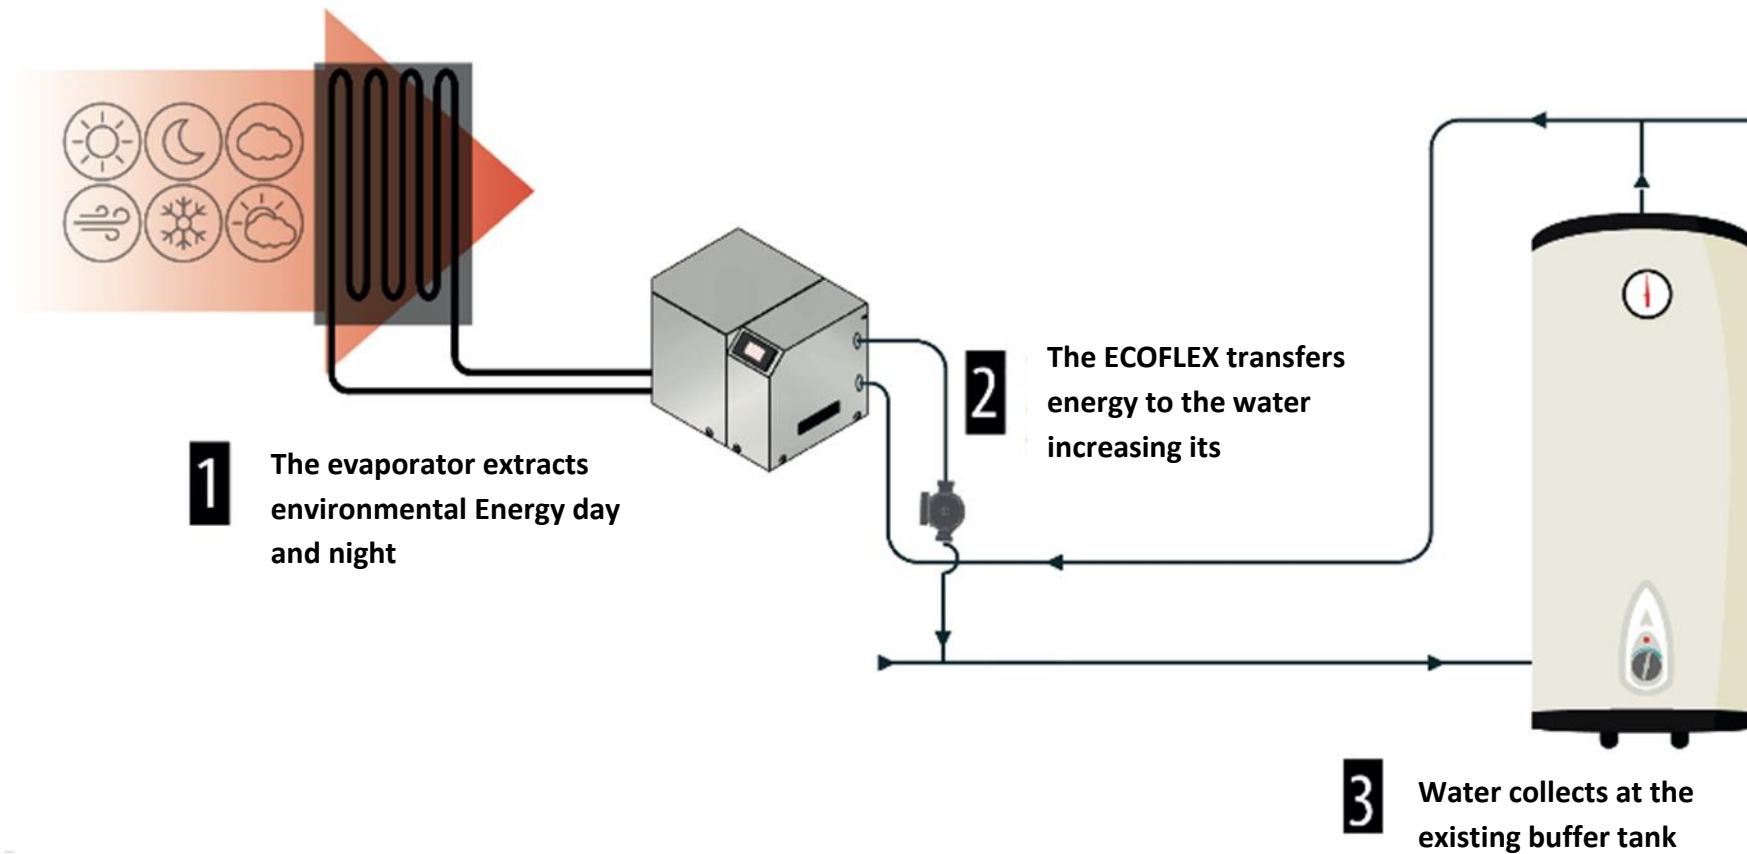 1
The evaporator extracts
environmental Energy day
and night
2
The ECOFLEX transfers
energy to the water
increasing its
3
Water collects at the
existing buffer tank